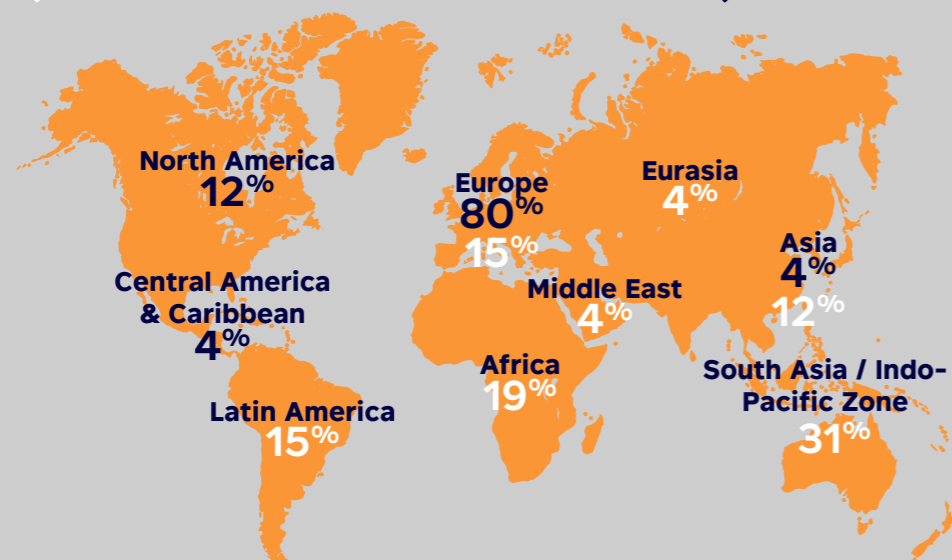 North America
12%
Europe
80%
15%
Eurasia
4%
Asia
4%
12%
Central America
& Caribbean
4%
Middle East
4%
Africa
19%
South Asia / Indo-
Pacific Zone
31%
Latin America
15%